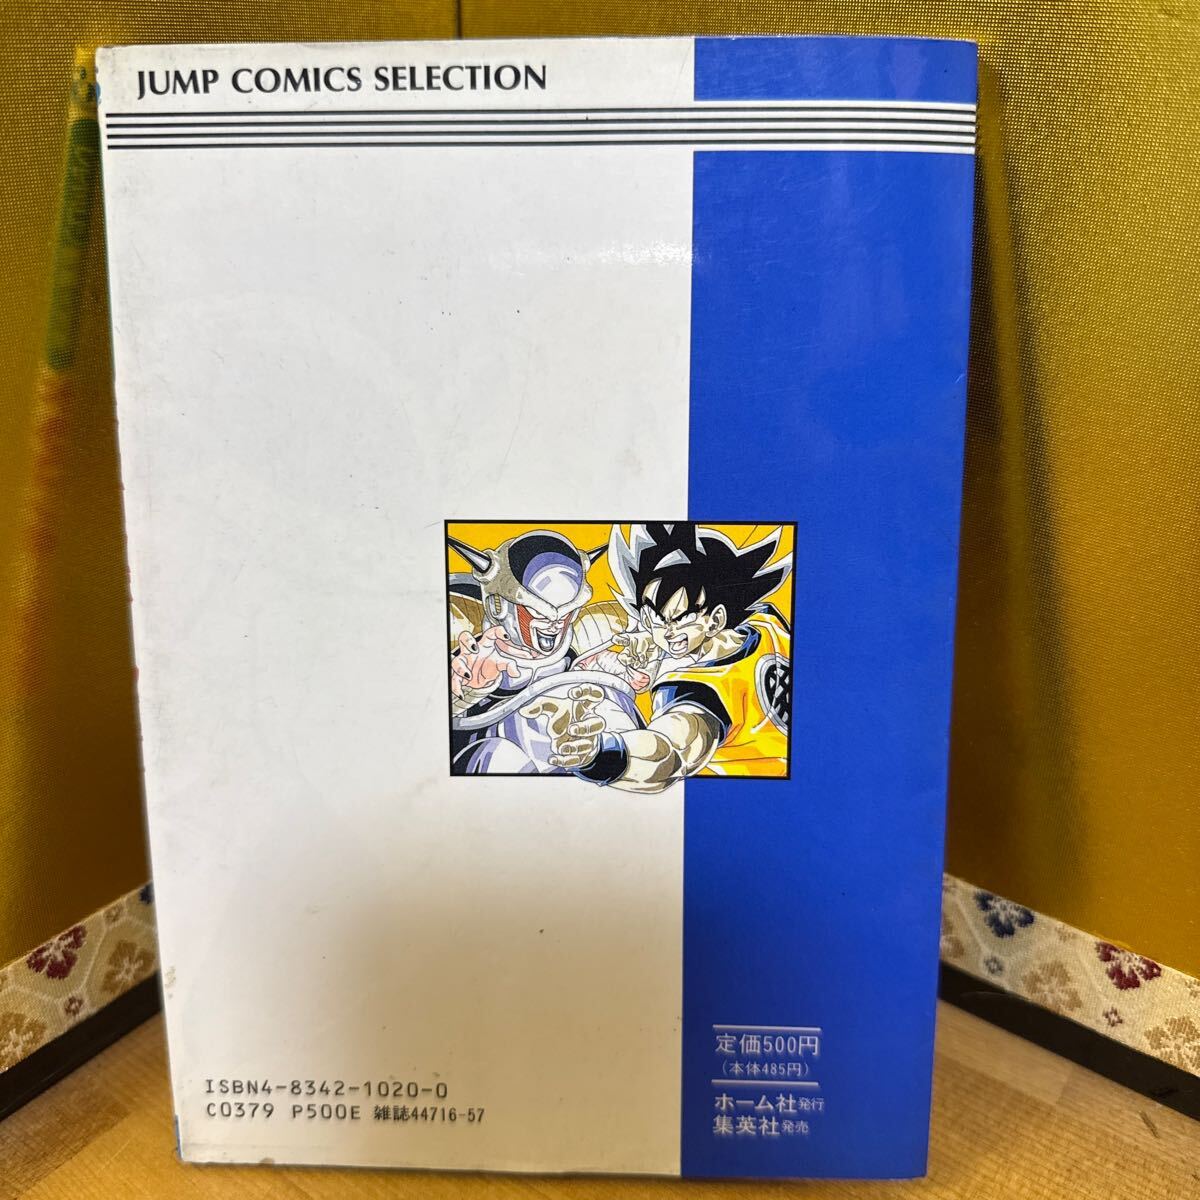 JUMP COMICS SELECTION
定価500円
(本体485円)
ホーム社発行
集英社発売
ISBN4-8342-1020-0
C0379 P500E 雑誌44716-57